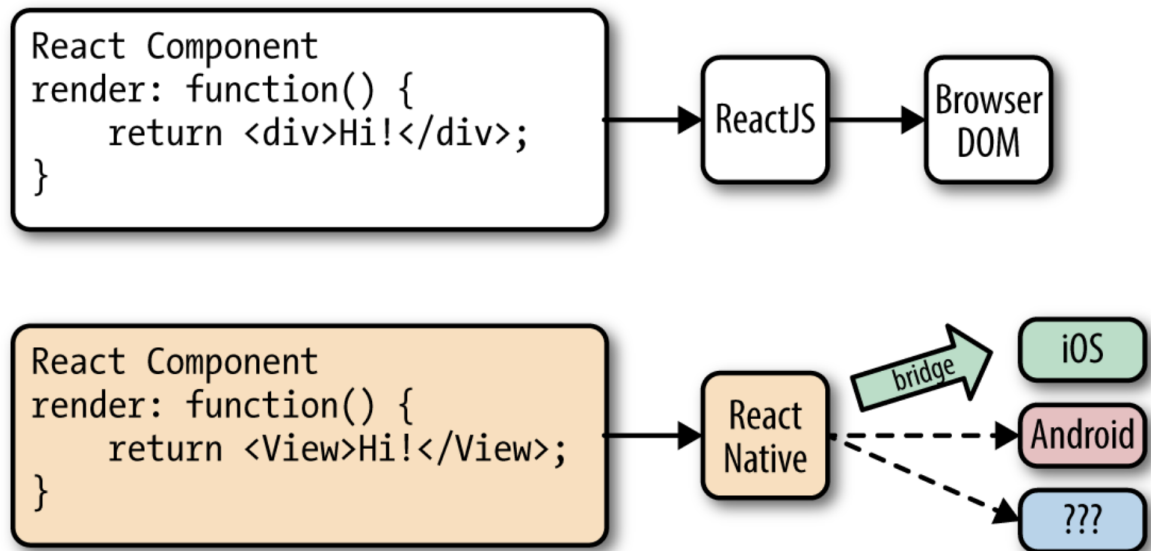 React Component
render: function() {
    return <div>Hi!</div>;
}
ReactJS
Browser
DOM
React Component
render: function() {
    return <View>Hi!</View>;
}
React
Native
bridge
iOS
Android
???